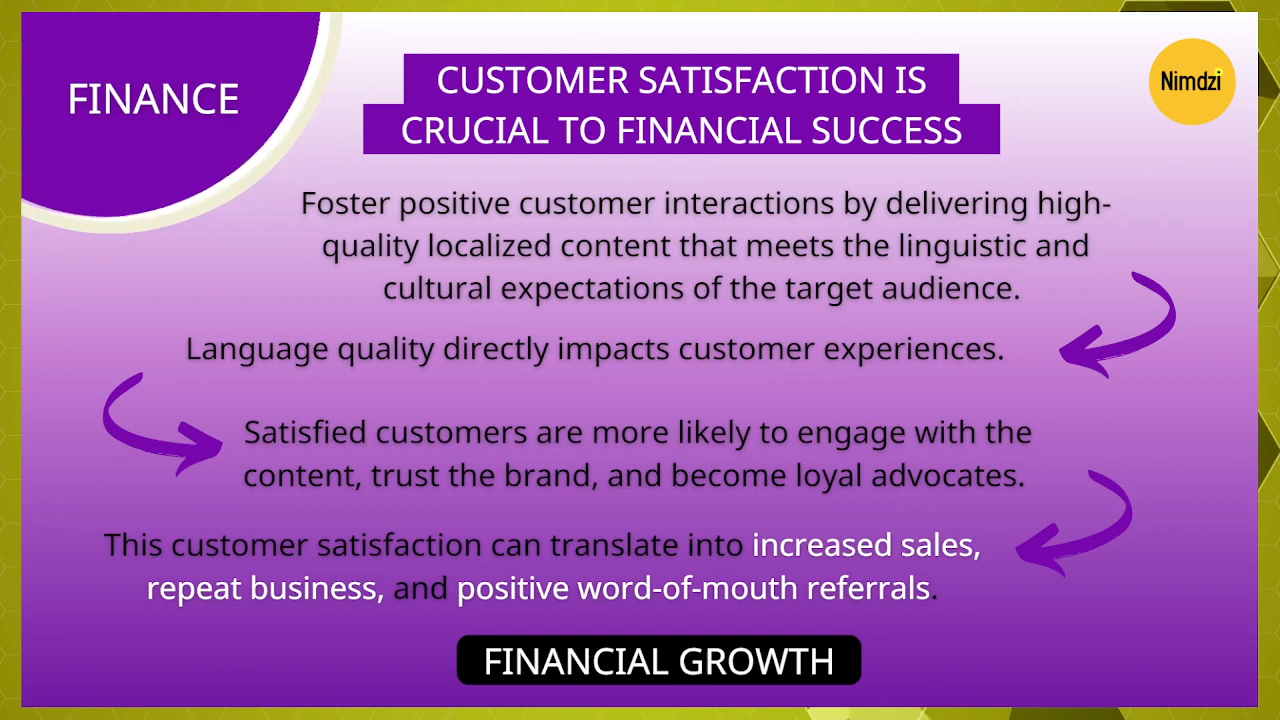 FINANCE
CUSTOMER SATISFACTION IS
CRUCIAL TO FINANCIAL SUCCESS
Nimdzi
Foster positive customer interactions by delivering high-
quality localized content that meets the linguistic and
cultural expectations of the target audience.
Language quality directly impacts customer experiences.
Satisfied customers are more likely to engage with the
content, trust the brand, and become loyal advocates.
This customer satisfaction can translate into increased sales,
repeat business, and positive word-of-mouth referrals.
FINANCIAL GROWTH